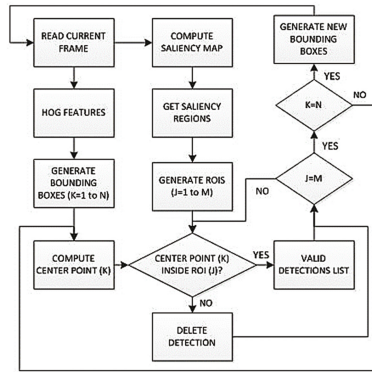 READ CURRENT
FRAME
COMPUTE
SALIENCY MAP
GENERATE NEW
BOUNDING
BOXES
YES
NO
K=N
HOG FEATURES
GET SALIENCY
REGIONS
YES
GENERATE
BOUNDING
BOXES (K=1 to N)
GENERATE ROIS
(J=1 to M)
NO
J=M
COMPUTE
CENTER POINT (K)
CENTER POINT (K)
INSIDE ROI (J)?
YES
VALID
DETECTIONS LIST
NO
DELETE
DETECTION